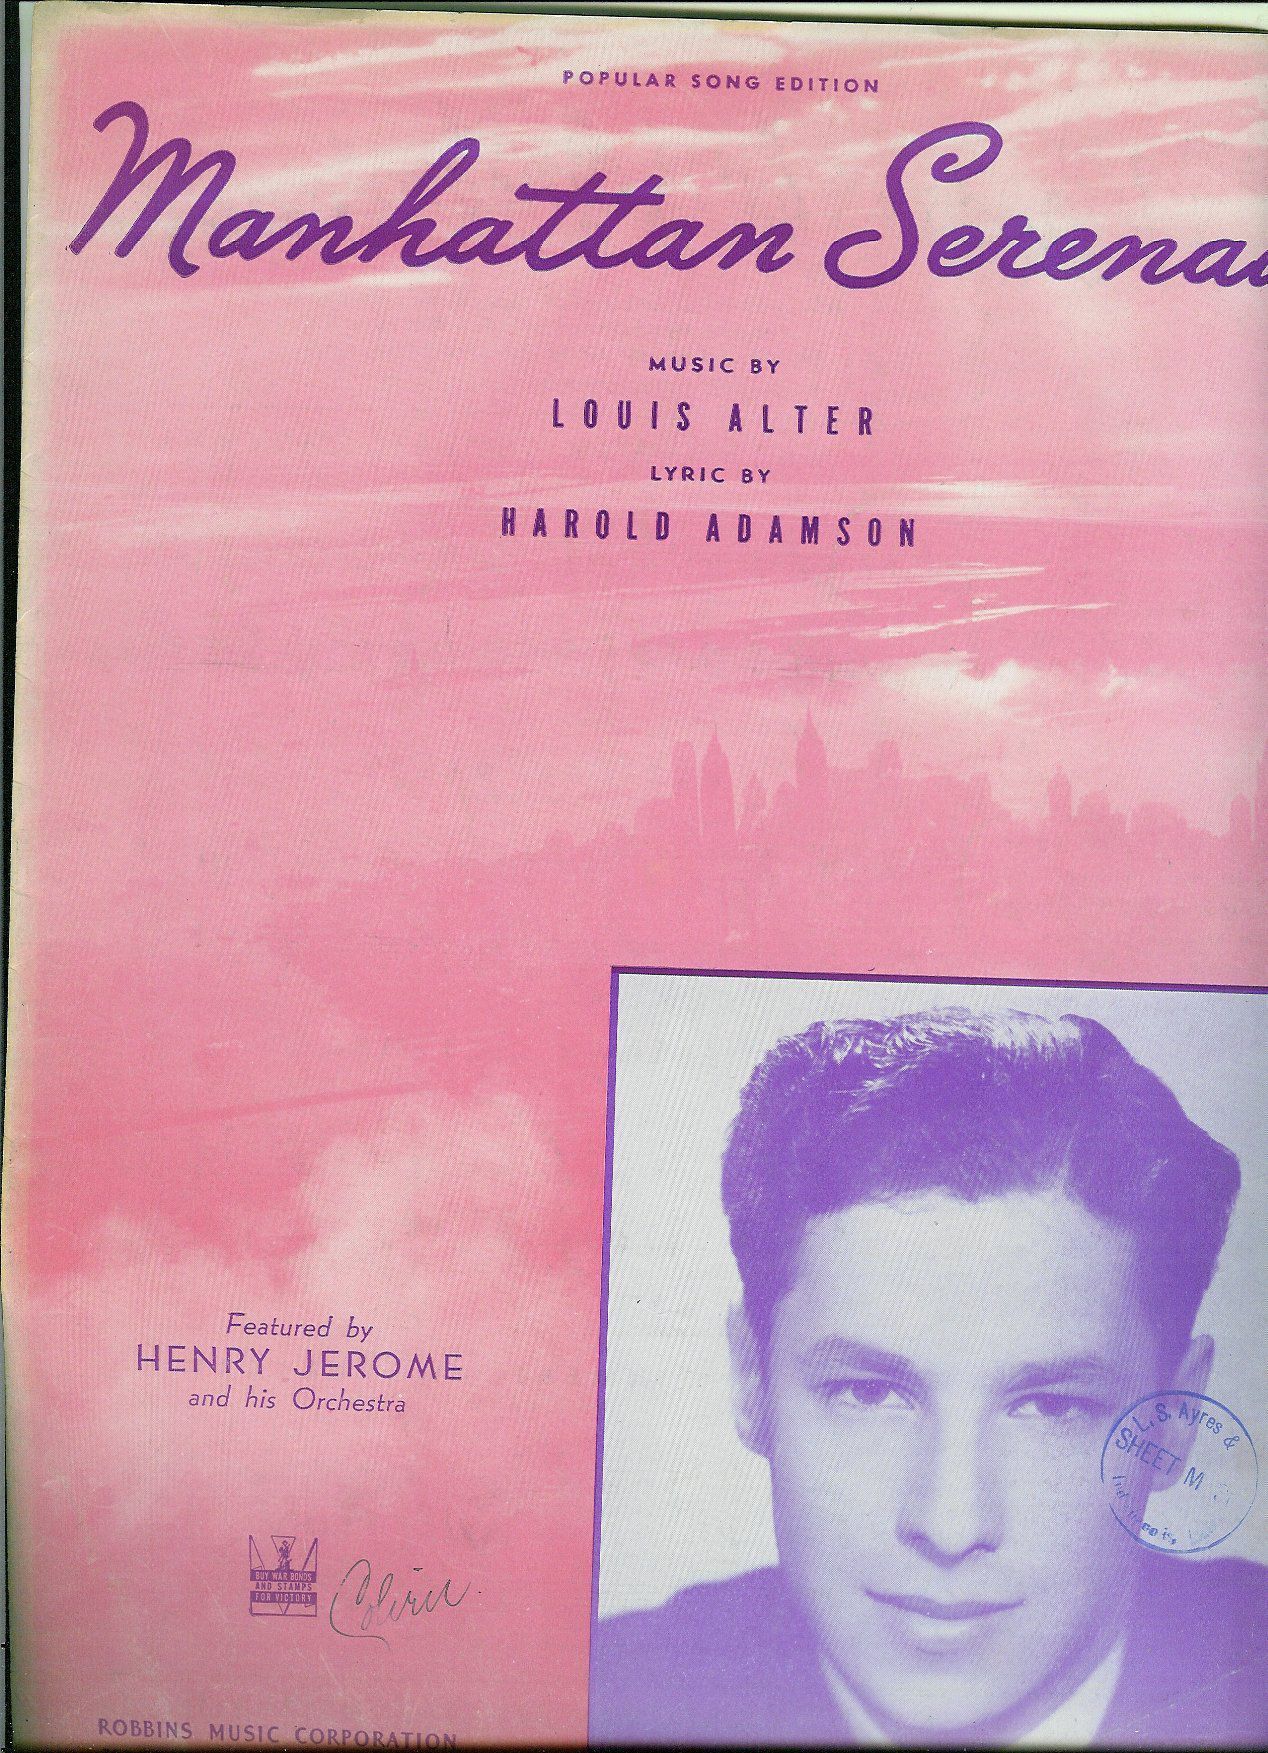 POPULAR SONG EDITION
Manhattan Serena
MUSIC BY
LOUIS ALTER
LYRIC BY
HAROLD ADAMSON
Featured by
HENRY JEROME
and his Orchestra
BUY WAR BONDS
AND STAMPS
FOR VICTORY
L. S. Ayres &
SHEET M
ROBBINS MUSIC CORPORATION